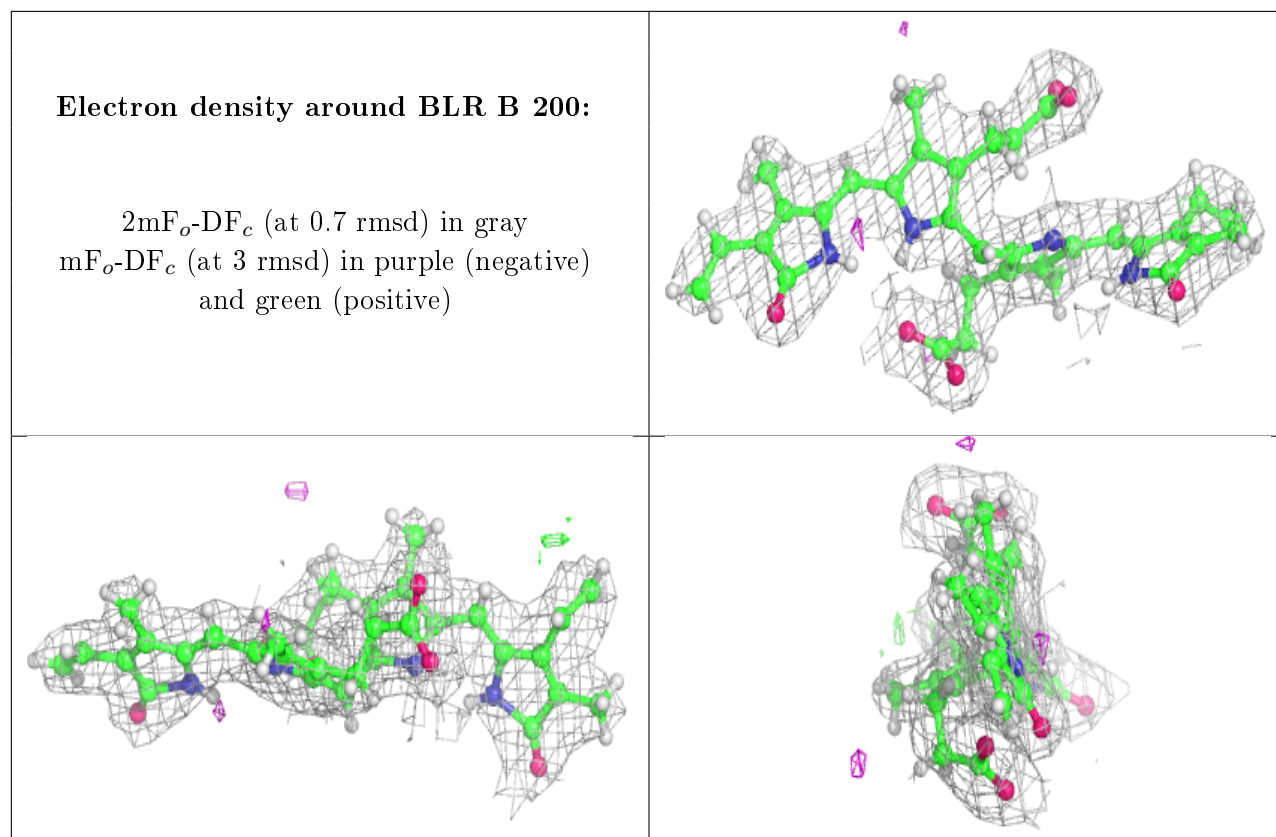 Electron density around BLR B 200:
2mFo-DFc (at 0.7 rmsd) in gray
mFo-DFc (at 3 rmsd) in purple (negative)
and green (positive)